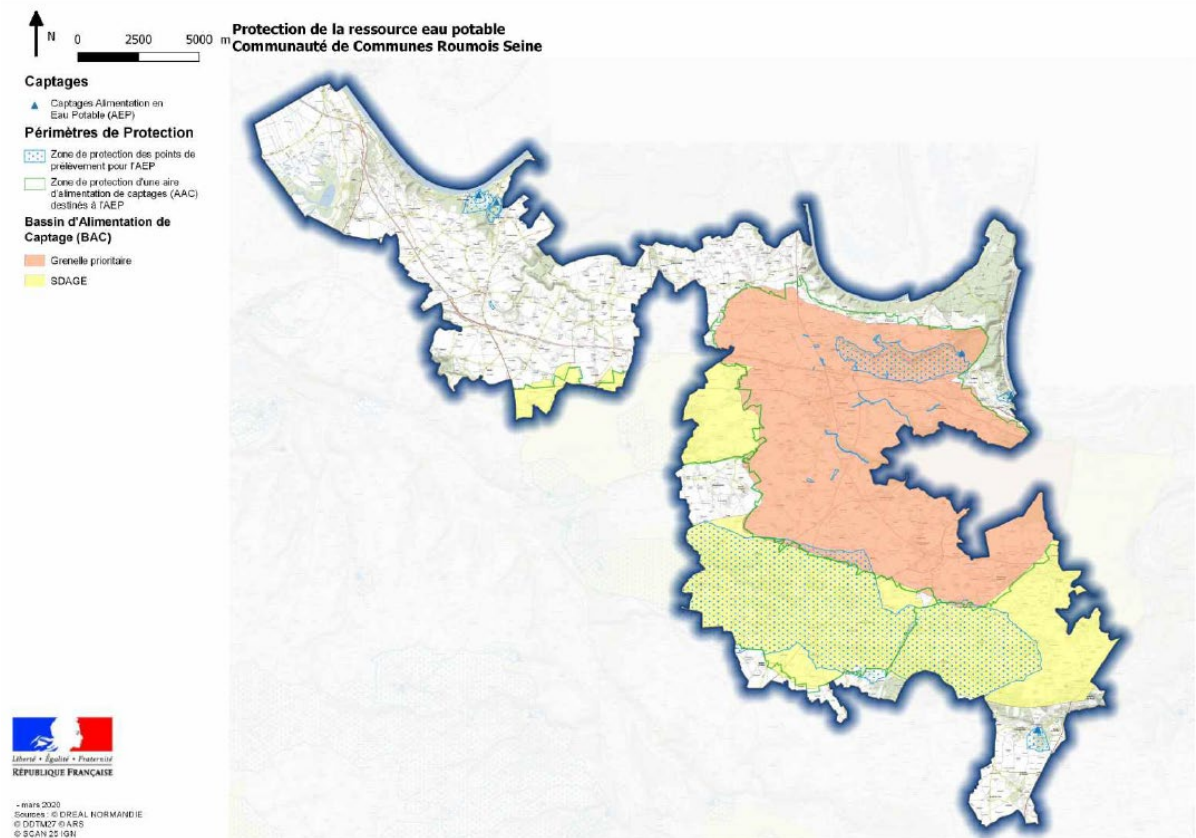 Protection de la ressource eau potable
Communauté de Communes Roumois Seine
N
0 2500 5000 m
Captages
Captages Alimentation en
Eau Potable (AEP)
Périmètres de Protection
Zone de protection des points de
prélèvement pour l'AEP
Zone de protection d'une aire
d'alimentation de captages (AAC)
destinés à l'AEP
Bassin d'Alimentation de
Captage (BAC)
Grenelle prioritaire
SDAGE
Liberté • Égalité • Fraternité
RÉPUBLIQUE FRANÇAISE
- mars 2020
Sources : © DREAL NORMANDIE
© DDTM27 © ARS
© SCAN 25 IGN